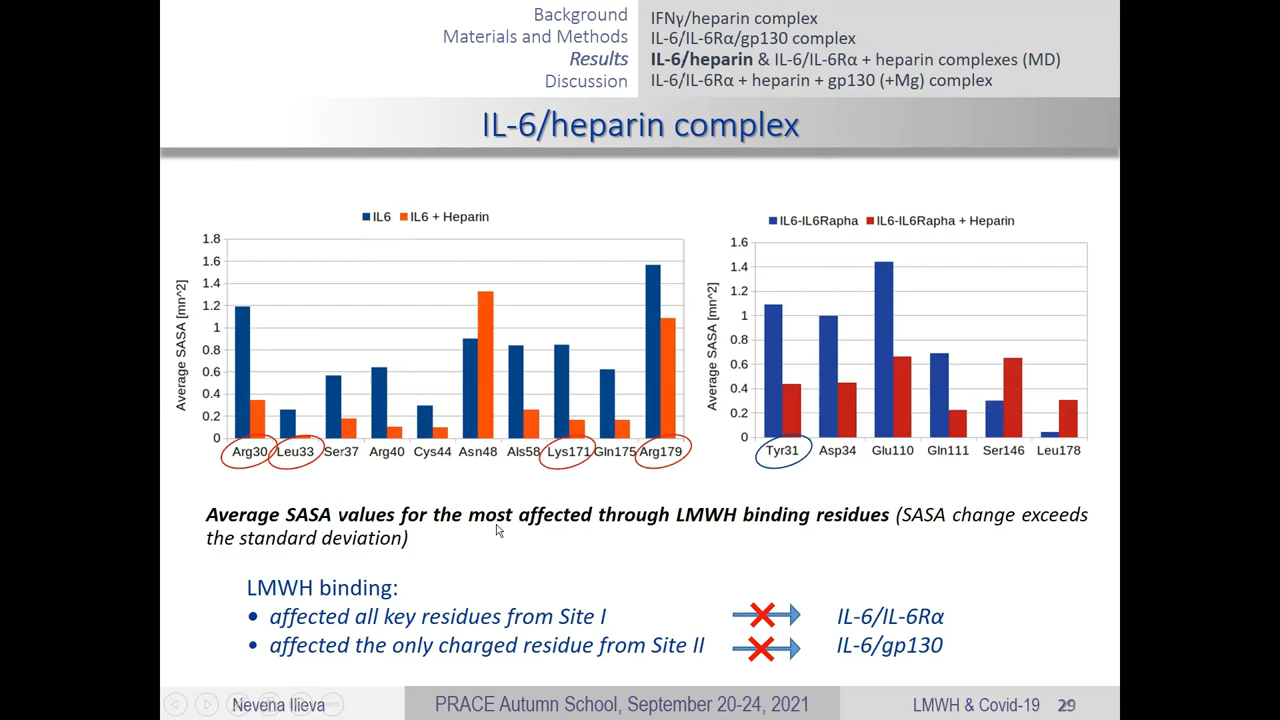 Background
Materials and Methods
Results
Discussion
IFNγ/heparin complex
IL-6/IL-6Rα/gp130 complex
IL-6/heparin & IL-6/IL-6Rα + heparin complexes (MD)
IL-6/IL-6Rα + heparin + gp130 (+Mg) complex
IL-6/heparin complex
IL6 IL6 + Heparin
Average SASA [mn^2]
1.8
1.6
1.4
1.2
1
0.8
0.6
0.4
0.2
0
Arg30 Leu33 Ser37 Arg40 Cys44 Asn48 Als58 Lys171 Gln175 Arg179
IL6-IL6Rapha IL6-IL6Rapha + Heparin
Average SASA [mn^2]
1.6
1.4
1.2
1
0.8
0.6
0.4
0.2
0
Tyr31 Asp34 Glu110 Gln111 Ser146 Leu178
Average SASA values for the most affected through LMWH binding residues (SASA change exceeds
the standard deviation)
LMWH binding:
• affected all key residues from Site I IL-6/IL-6Rα
• affected the only charged residue from Site II IL-6/gp130
Nevena Ilieva PRACE Autumn School, September 20-24, 2021 LMWH & Covid-19 29